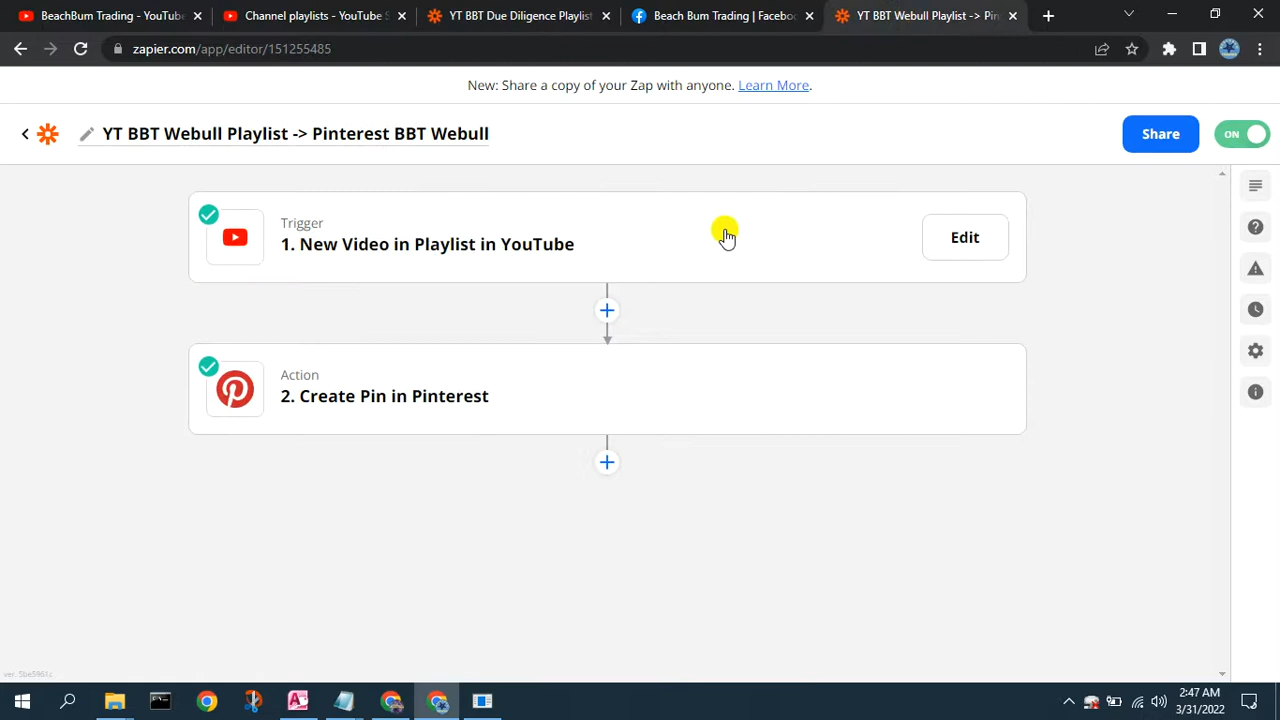 BeachBum Trading - YouTube
Channel playlists - YouTube S
YT BBT Due Diligence Playlist
Beach Bum Trading | Faceboo
YT BBT Webull Playlist -> Pin
zapier.com/app/editor/151255485
New: Share a copy of your Zap with anyone. Learn More.
YT BBT Webull Playlist -> Pinterest BBT Webull
Share
ON
Trigger
1. New Video in Playlist in YouTube
Edit
Action
2. Create Pin in Pinterest
ver. 5be5961c
2:47 AM
3/31/2022